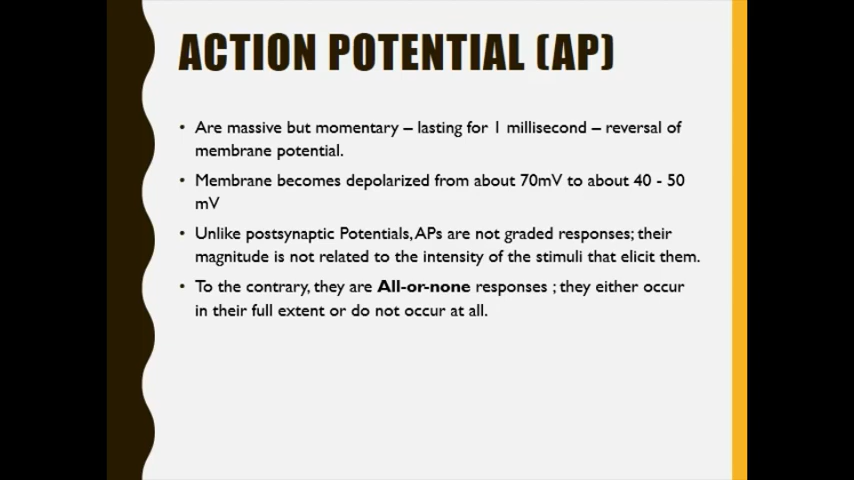 ACTION POTENTIAL (AP)
• Are massive but momentary – lasting for 1 millisecond – reversal of
membrane potential.
• Membrane becomes depolarized from about 70mV to about 40 - 50
mV
• Unlike postsynaptic Potentials, APs are not graded responses; their
magnitude is not related to the intensity of the stimuli that elicit them.
• To the contrary, they are All-or-none responses ; they either occur
in their full extent or do not occur at all.